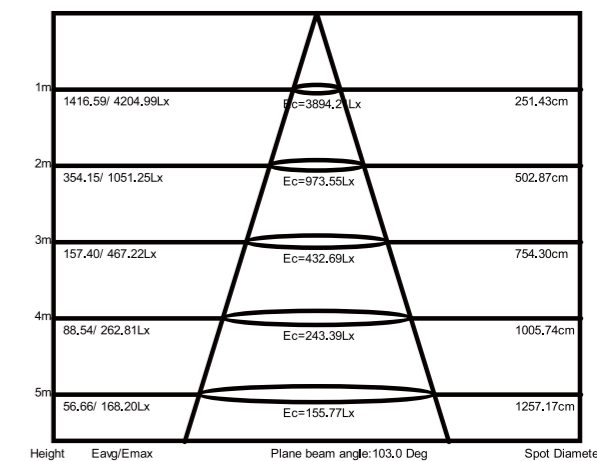 1m
1416.59/ 4204.99Lx
Ec=3894.21Lx
251.43cm
2m
354.15/ 1051.25Lx
Ec=973.55Lx
502.87cm
3m
157.40/ 467.22Lx
Ec=432.69Lx
754.30cm
4m
88.54/ 262.81Lx
Ec=243.39Lx
1005.74cm
5m
56.66/ 168.20Lx
Ec=155.77Lx
1257.17cm
Height Eavg/Emax Plane beam angle:103.0 Deg Spot Diamete